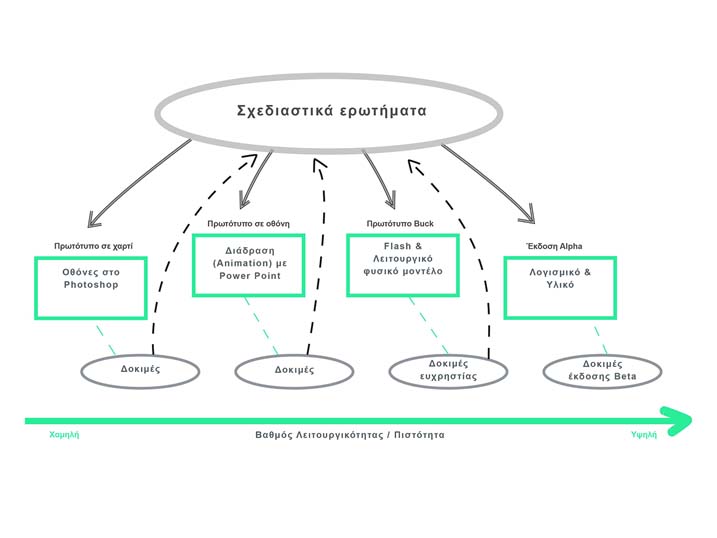 Σχεδιαστικά ερωτήματα
Πρωτότυπο σε χαρτί
Οθόνες στο
Photoshop
Πρωτότυπο σε οθόνη
Διάδραση
(Animation) με
Power Point
Πρωτότυπο Buck
Flash &
Λειτουργικό
φυσικό μοντέλο
Έκδοση Alpha
Λογισμικό &
Υλικό
Δοκιμές
Δοκιμές
Δοκιμές
ευχρηστίας
Δοκιμές
έκδοσης Beta
Χαμηλή
Βαθμός Λειτουργικότητας / Πιστότητα
Υψηλή